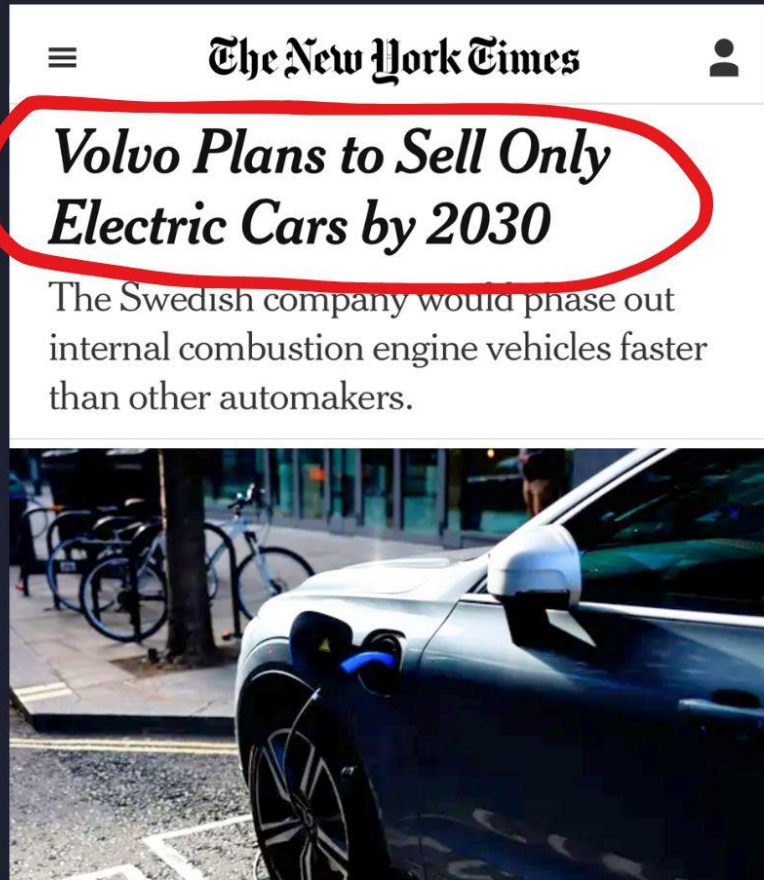 The New York Times
Volvo Plans to Sell Only
Electric Cars by 2030
The Swedish company would phase out
internal combustion engine vehicles faster
than other automakers.